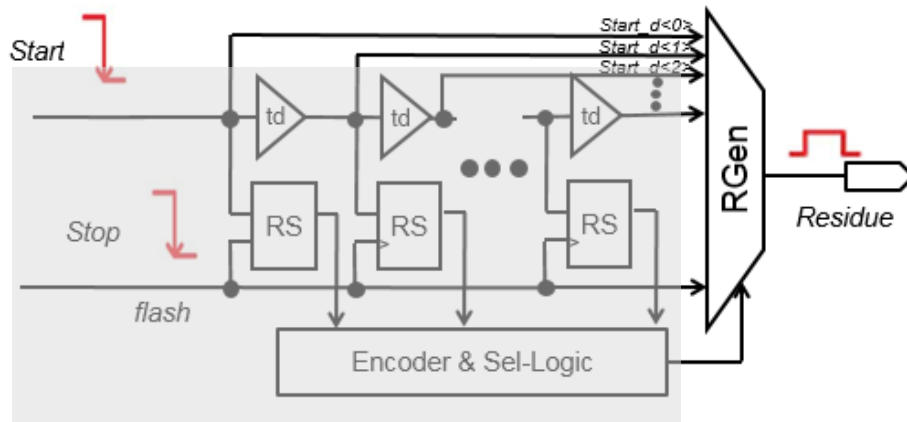 Start_d<0>
Start
Start_d<1>
Start_d<2>
td
td
td
RGen
RS
RS
RS
Stop
Residue
flash
Encoder & Sel-Logic